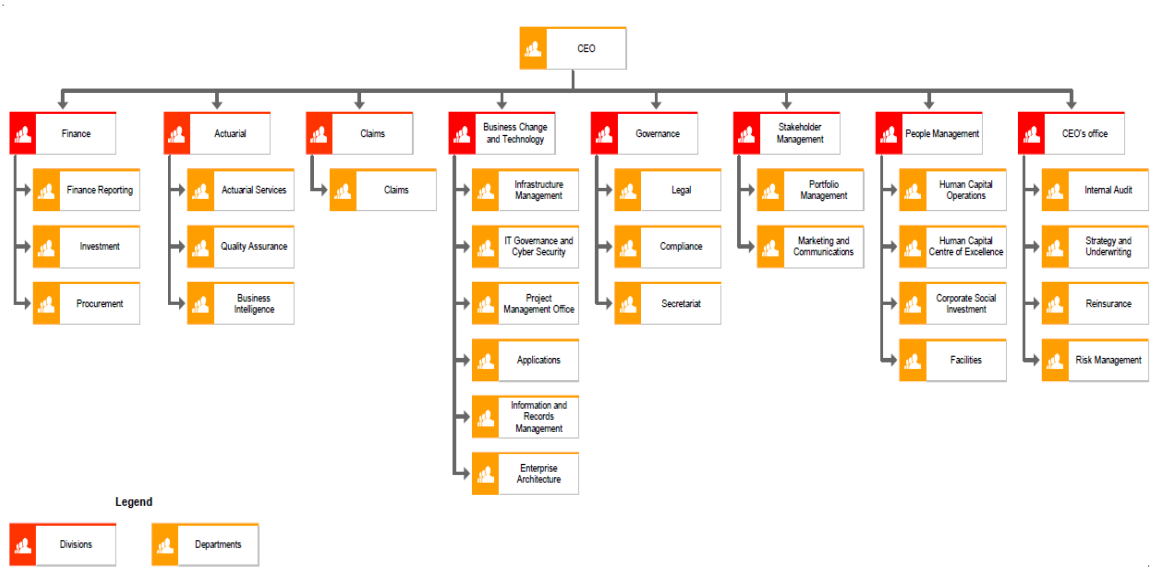 CEO
Finance
Actuarial
Claims
Business Change
and Technology
Governance
Stakeholder
Management
People Management
CEO's office
Finance Reporting
Investment
Procurement
Actuarial Services
Quality Assurance
Business
Intelligence
Claims
Infrastructure
Management
IT Governance and
Cyber Security
Project
Management Office
Applications
Information and
Records
Management
Enterprise
Architecture
Legal
Compliance
Secretariat
Portfolio
Management
Marketing and
Communications
Human Capital
Operations
Human Capital
Centre of Excellence
Corporate Social
Investment
Facilities
Internal Audit
Strategy and
Underwriting
Reinsurance
Risk Management
Legend
Divisions
Departments